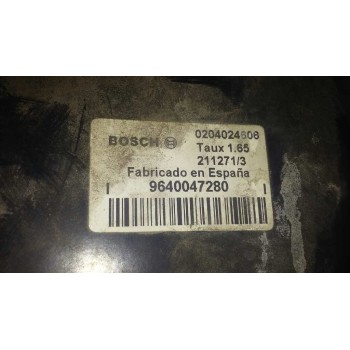 0204024606
BOSCH Taux 1.65
211271/3
Fabricado en España
9640047280